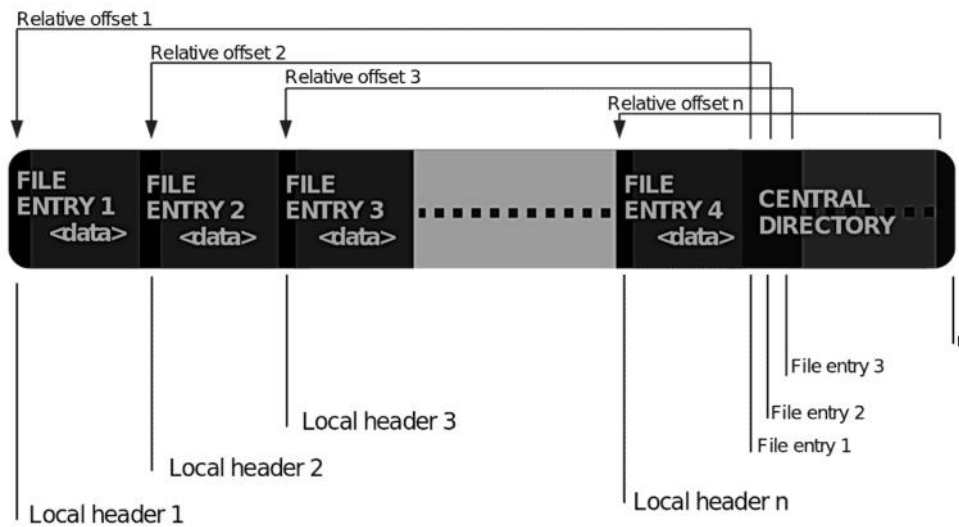 Relative offset 1
Relative offset 2
Relative offset 3
Relative offset n
FILE
ENTRY 1
<data>
FILE
ENTRY 2
<data>
FILE
ENTRY 3
<data>
FILE
ENTRY 4
<data>
CENTRAL
DIRECTORY
File entry 3
File entry 2
File entry 1
Local header 3
Local header 2
Local header n
Local header 1